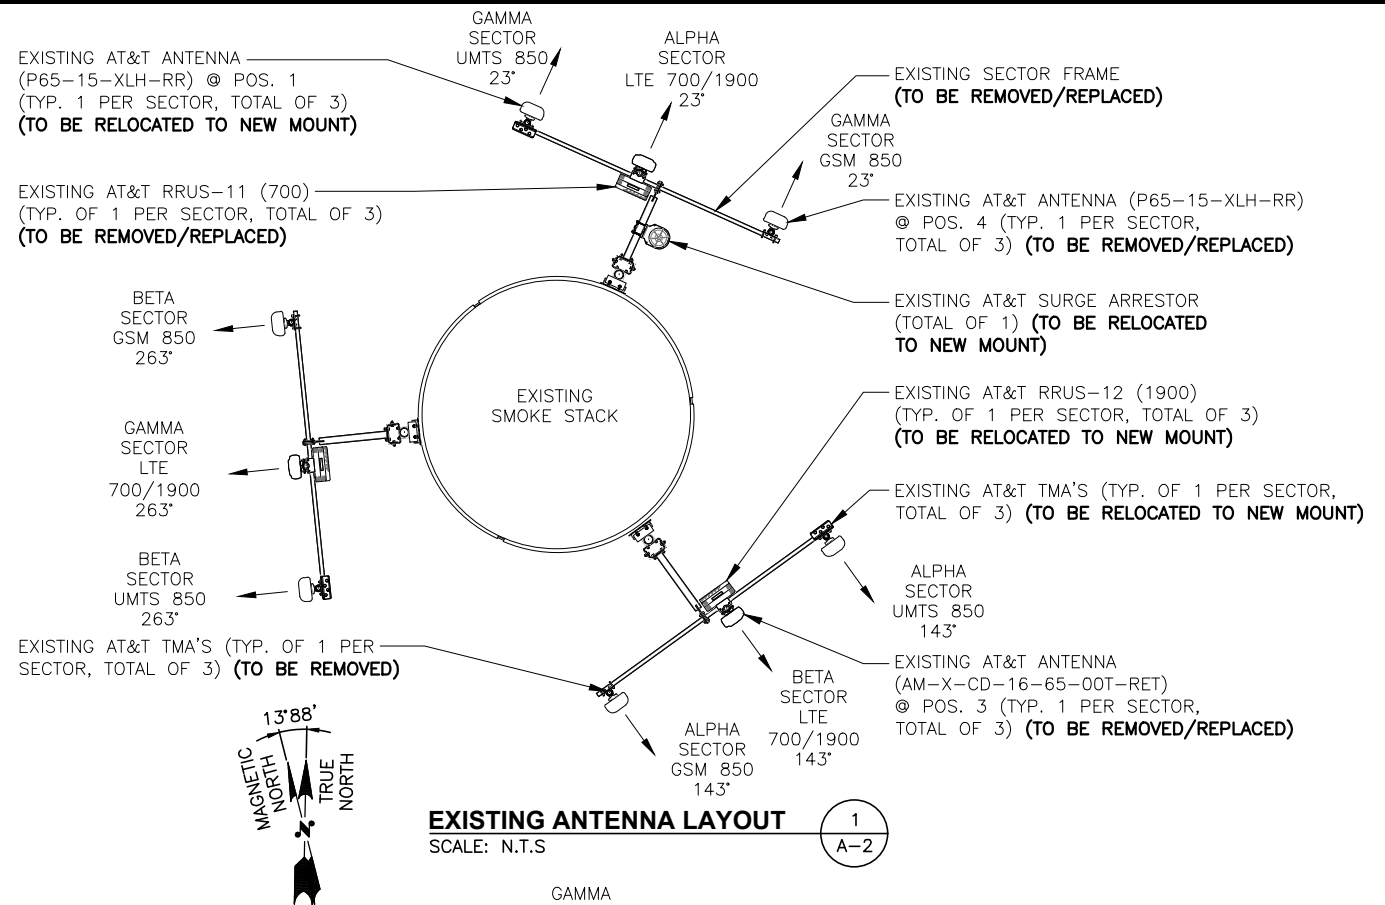 GAMMA
SECTOR
UMTS 850
23°
ALPHA
SECTOR
LTE 700/1900
23°
GAMMA
SECTOR
GSM 850
23°
EXISTING AT&T ANTENNA
(P65-15-XLH-RR) @ POS. 1
(TYP. 1 PER SECTOR, TOTAL OF 3)
(TO BE RELOCATED TO NEW MOUNT)
EXISTING SECTOR FRAME
(TO BE REMOVED/REPLACED)
EXISTING AT&T RRUS-11 (700)
(TYP. OF 1 PER SECTOR, TOTAL OF 3)
(TO BE REMOVED/REPLACED)
EXISTING AT&T ANTENNA (P65-15-XLH-RR)
@ POS. 4 (TYP. 1 PER SECTOR,
TOTAL OF 3) (TO BE REMOVED/REPLACED)
EXISTING AT&T SURGE ARRESTOR
(TOTAL OF 1) (TO BE RELOCATED
TO NEW MOUNT)
BETA
SECTOR
GSM 850
263°
EXISTING
SMOKE STACK
EXISTING AT&T RRUS-12 (1900)
(TYP. OF 1 PER SECTOR, TOTAL OF 3)
(TO BE RELOCATED TO NEW MOUNT)
GAMMA
SECTOR
LTE
700/1900
263°
EXISTING AT&T TMA'S (TYP. OF 1 PER SECTOR,
TOTAL OF 3) (TO BE RELOCATED TO NEW MOUNT)
BETA
SECTOR
UMTS 850
263°
ALPHA
SECTOR
UMTS 850
143°
EXISTING AT&T TMA'S (TYP. OF 1 PER
SECTOR, TOTAL OF 3) (TO BE REMOVED)
EXISTING AT&T ANTENNA
(AM-X-CD-16-65-00T-RET)
@ POS. 3 (TYP. 1 PER SECTOR,
TOTAL OF 3) (TO BE REMOVED/REPLACED)
BETA
SECTOR
LTE
700/1900
143°
ALPHA
SECTOR
GSM 850
143°
13°88'
MAGNETIC
NORTH
TRUE
NORTH
N
EXISTING ANTENNA LAYOUT
SCALE: N.T.S
1
A-2
GAMMA